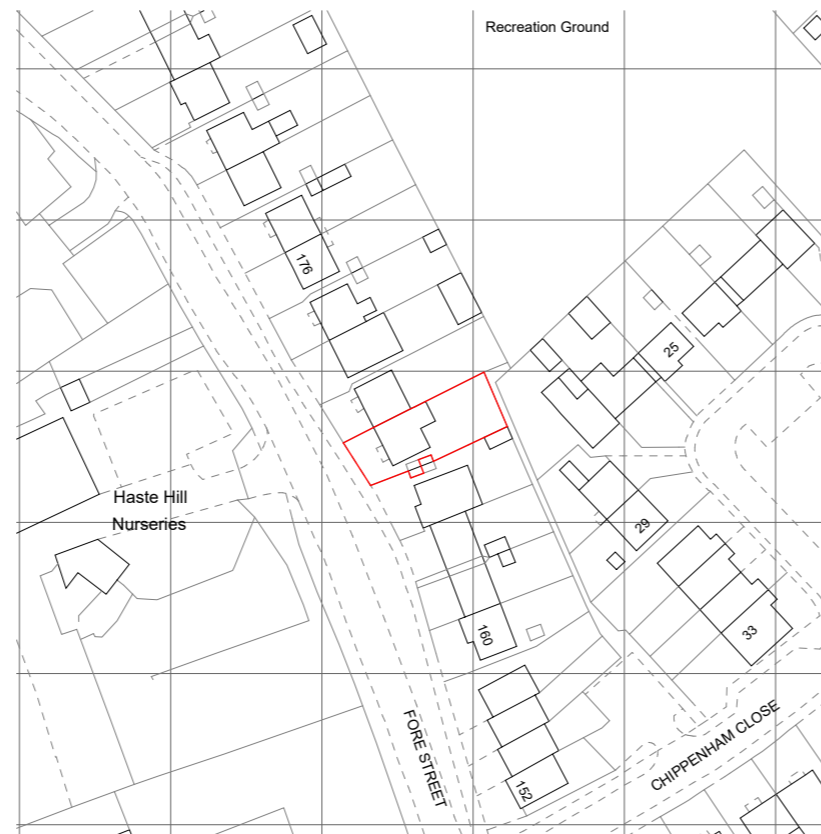 Recreation Ground
176
25
Haste Hill
Nurseries
29
160
33
FORE STREET
CHIPPENHAM CLOSE
152